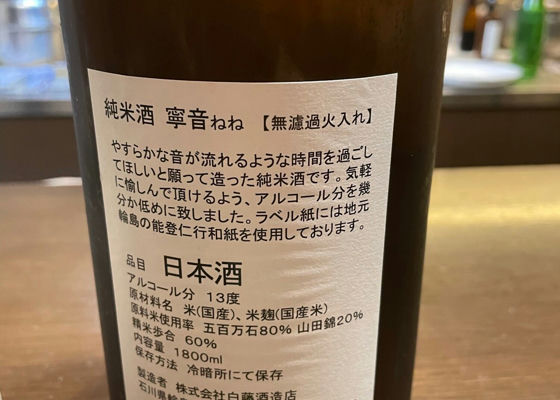 純米酒 寧音ねね 【無濾過火入れ】
やすらかな音が流れるような時間を過ごし
てほしいと願って造った純米酒です。気軽
に愉しんで頂けるよう、アルコール分を幾
分か低めに致しました。ラベル紙には地元
輪島の能登仁行和紙を使用しております。
品目 日本酒
アルコール分 13度
原材料名 米(国産)、米麹(国産米)
原料米使用率 五百万石80% 山田錦20%
精米歩合 60%
内容量 1800ml
保存方法 冷暗所にて保存
製造者 株式会社白藤酒造店
石川県輪島